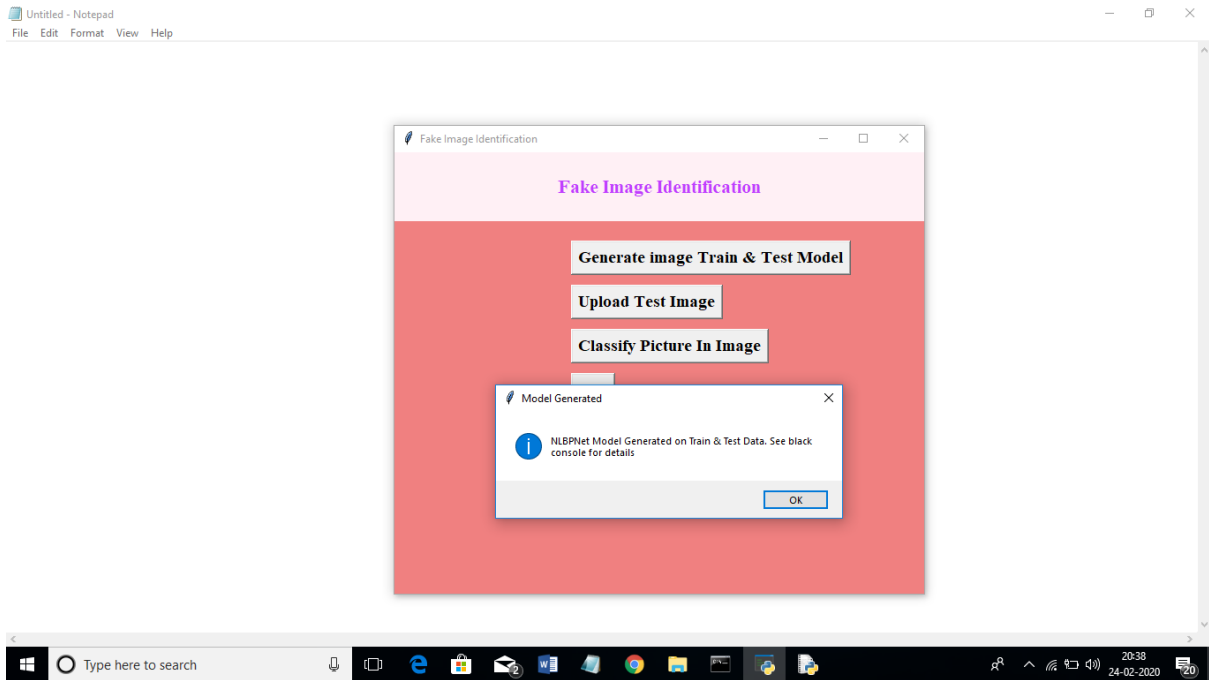 Untitled - Notepad
File Edit Format View Help
Fake Image Identification
Fake Image Identification
Generate image Train & Test Model
Upload Test Image
Classify Picture In Image
Model Generated
NLBPNet Model Generated on Train & Test Data. See black
console for details
OK
Type here to search
2
20:38
24-02-2020
20